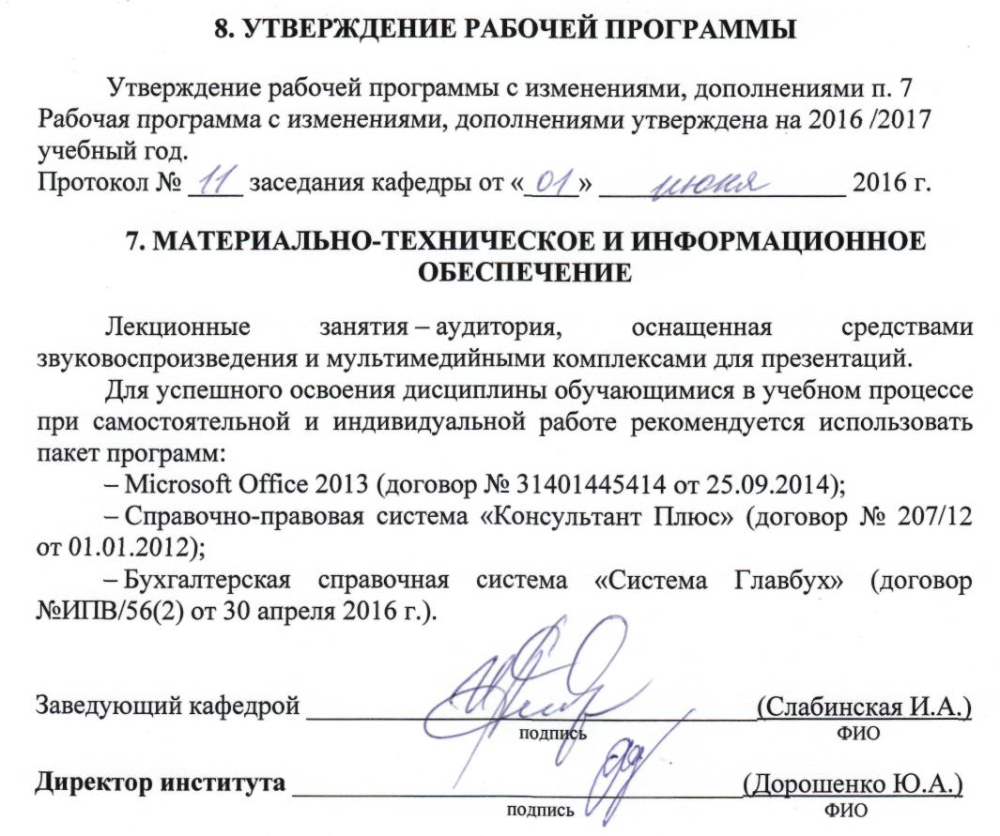 8. УТВЕРЖДЕНИЕ РАБОЧЕЙ ПРОГРАММЫ
Утверждение рабочей программы с изменениями, дополнениями п. 7
Рабочая программа с изменениями, дополнениями утверждена на 2016 /2017
учебный год.
Протокол № 11 заседания кафедры от «01» июня 2016 г.
7. МАТЕРИАЛЬНО-ТЕХНИЧЕСКОЕ И ИНФОРМАЦИОННОЕ
ОБЕСПЕЧЕНИЕ
Лекционные занятия – аудитория, оснащенная средствами
звуковоспроизведения и мультимедийными комплексами для презентаций.
Для успешного освоения дисциплины обучающимися в учебном процессе
при самостоятельной и индивидуальной работе рекомендуется использовать
пакет программ:
– Microsoft Office 2013 (договор № 31401445414 от 25.09.2014);
– Справочно-правовая система «Консультант Плюс» (договор № 207/12
от 01.01.2012);
– Бухгалтерская справочная система «Система Главбух» (договор
№ИПВ/56(2) от 30 апреля 2016 г.).
Заведующий кафедрой (Слабинская И.А.)
подпись ФИО
Директор института (Дорошенко Ю.А.)
подпись ФИО